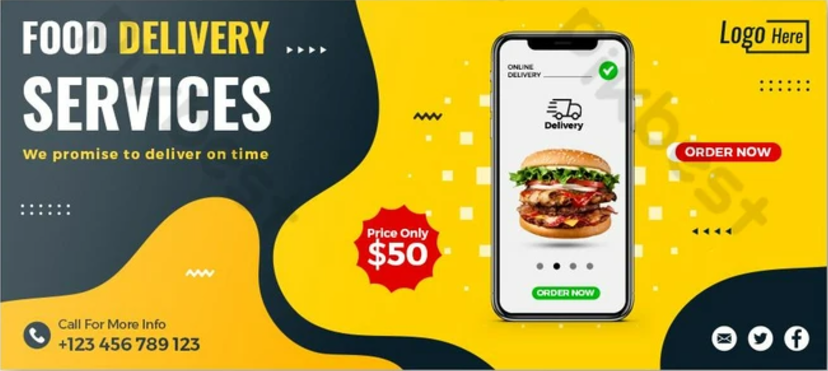 FOOD DELIVERY
SERVICES
We promise to deliver on time
Call For More Info
+123 456 789 123
Price Only
$50
ONLINE
DELIVERY
Delivery
ORDER NOW
Logo Here
ORDER NOW
pikbest